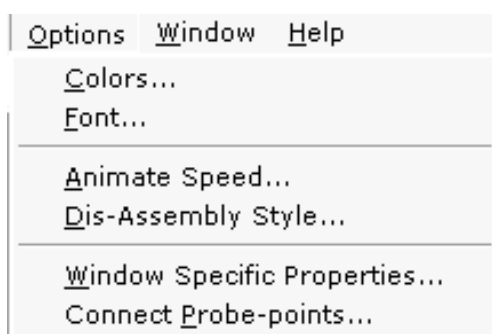 Options Window Help
Colors...
Font...
Animate Speed...
Dis-Assembly Style...
Window Specific Properties...
Connect Probe-points...